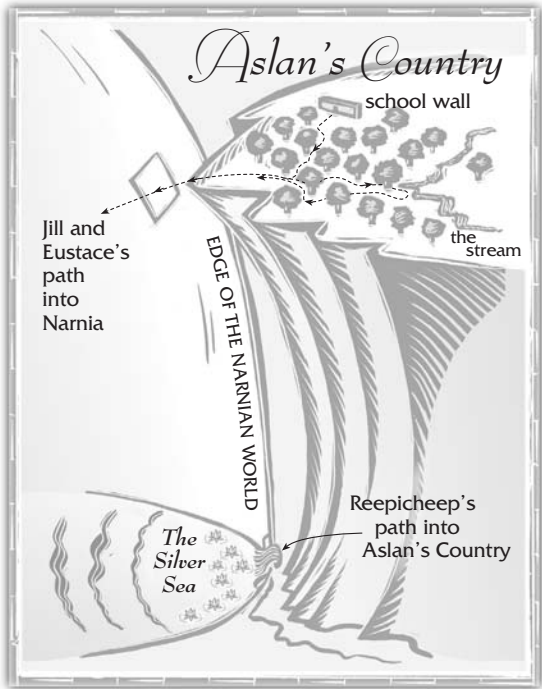 Aslan's Country
school wall
the
stream
Jill and
Eustace's
path
into
Narnia
EDGE OF THE NARNIAN WORLD
Reepicheep's
path into
Aslan's Country
The
Silver
Sea